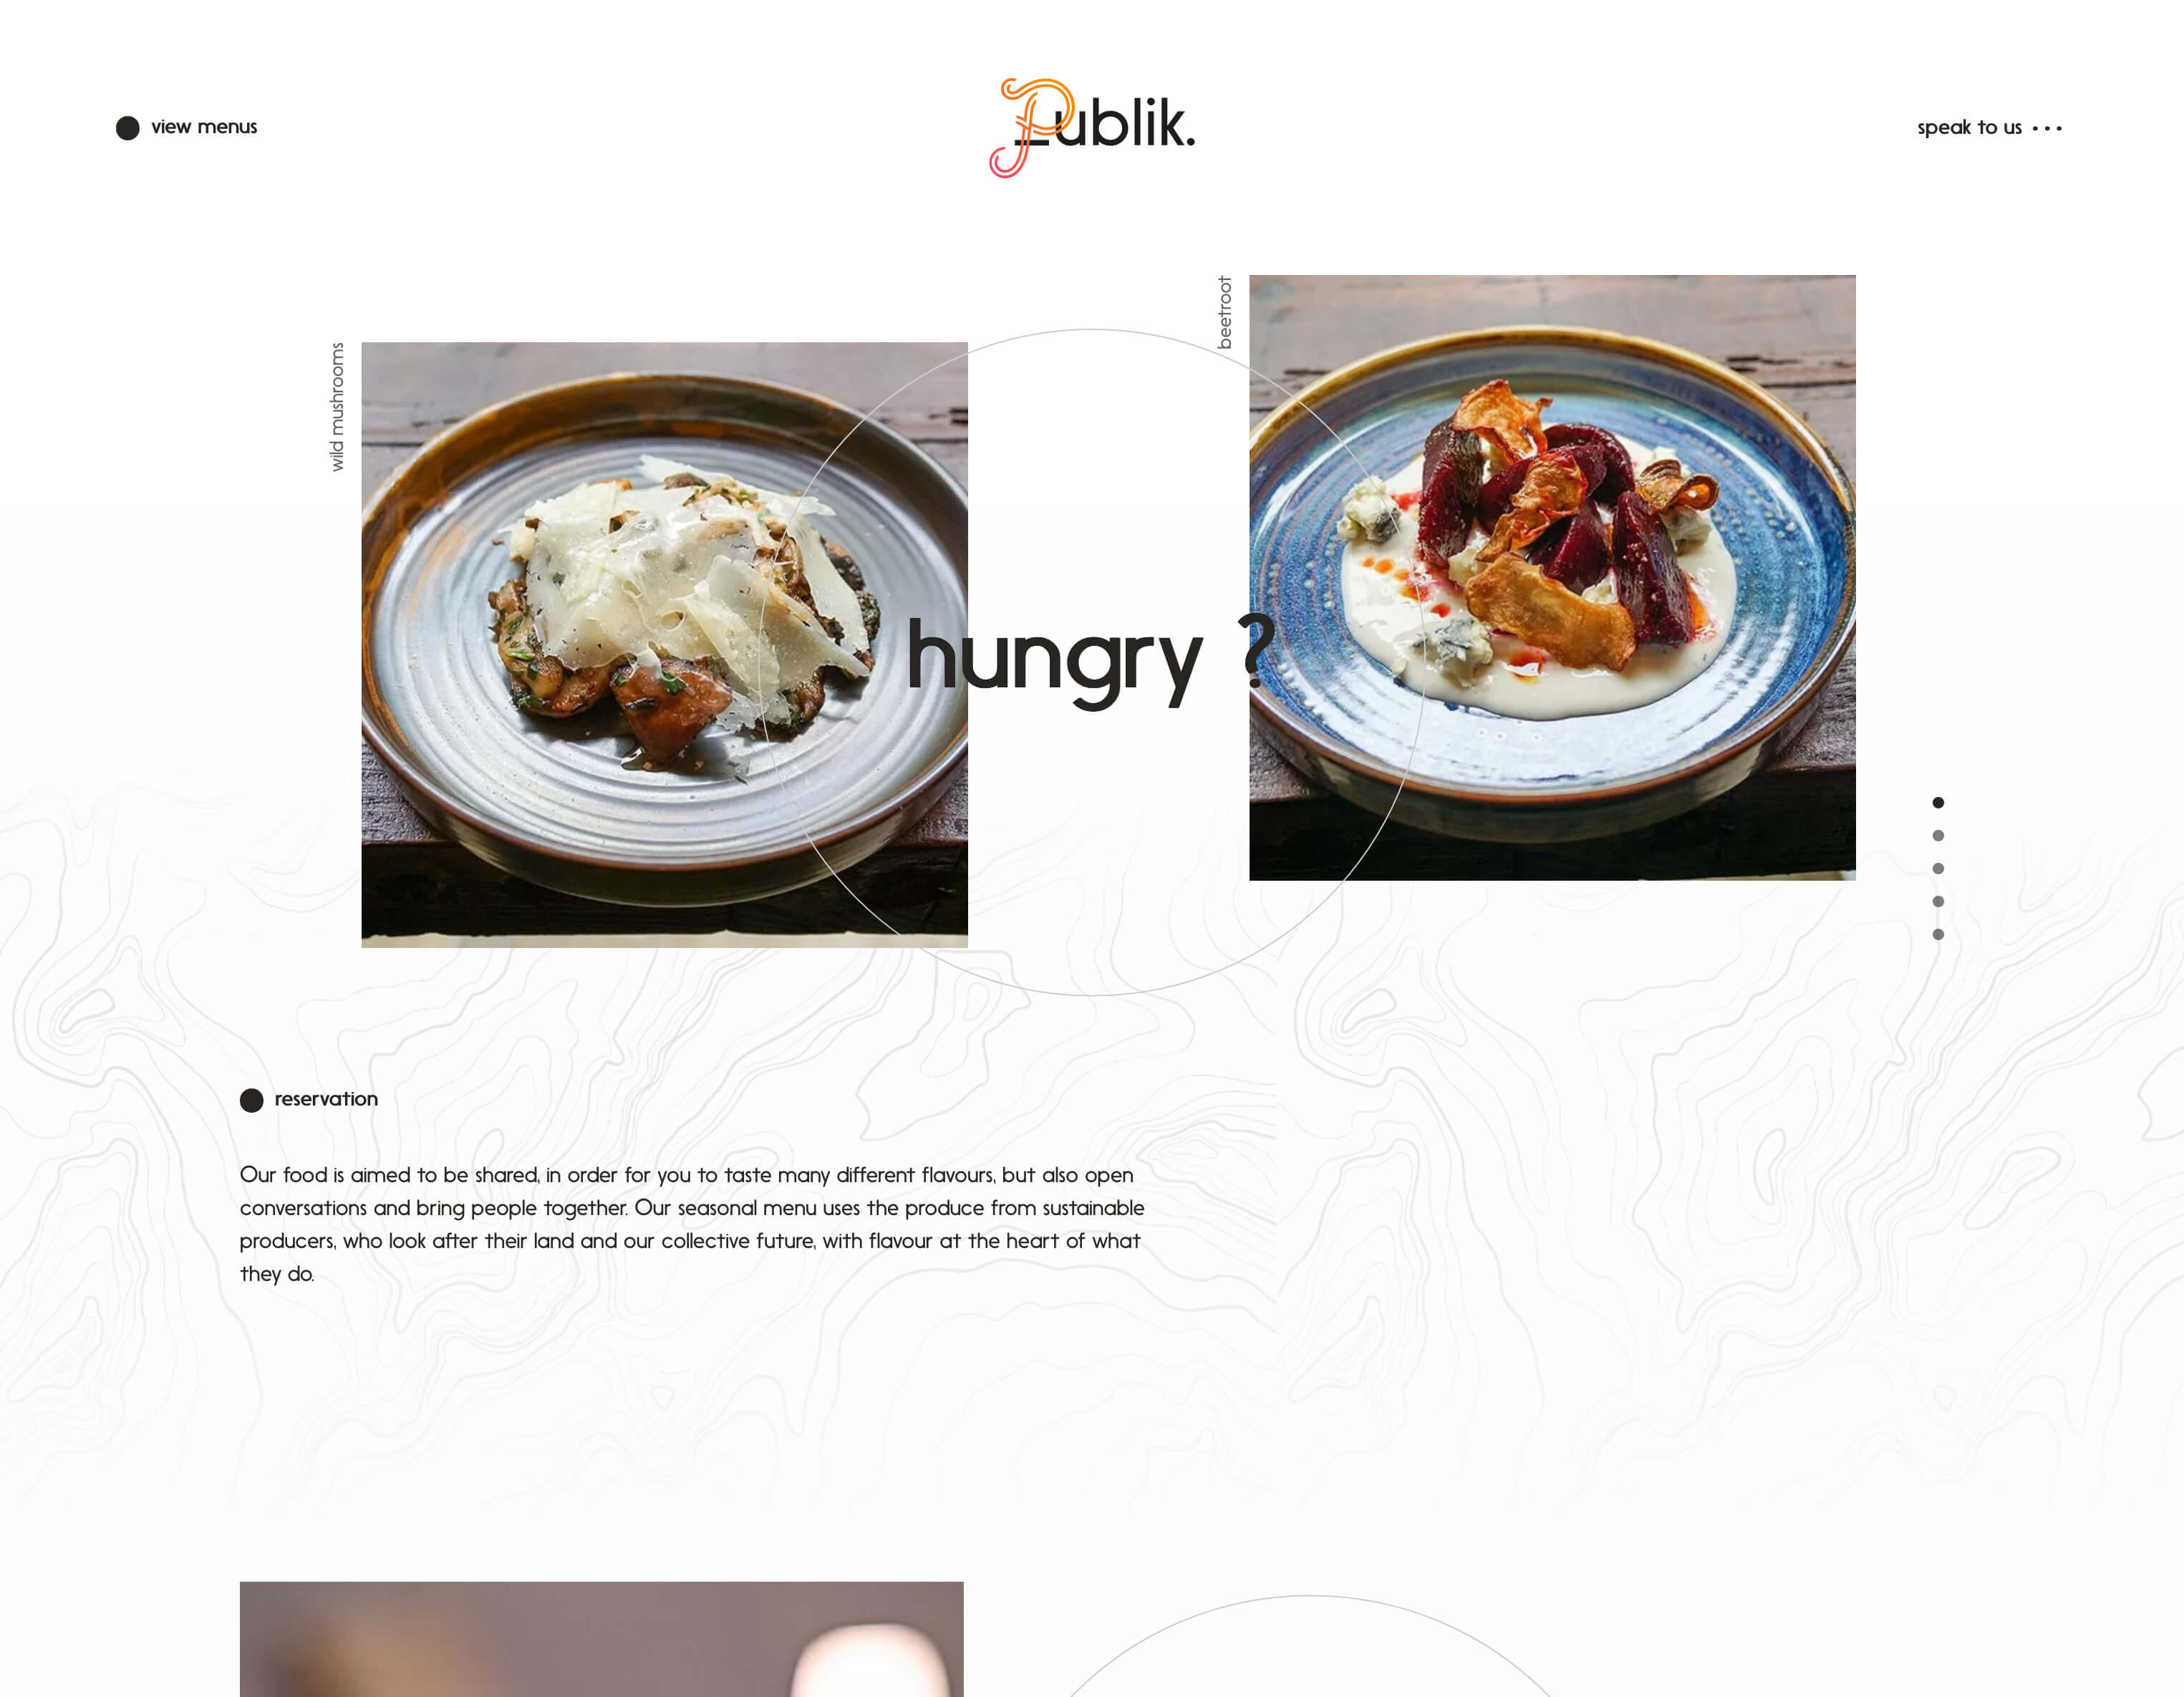 view menus
Publik.
speak to us ...
wild mushrooms
beetroot
hungry ?
reservation
Our food is aimed to be shared, in order for you to taste many different flavours, but also open
conversations and bring people together. Our seasonal menu uses the produce from sustainable
producers, who look after their land and our collective future, with flavour at the heart of what
they do.